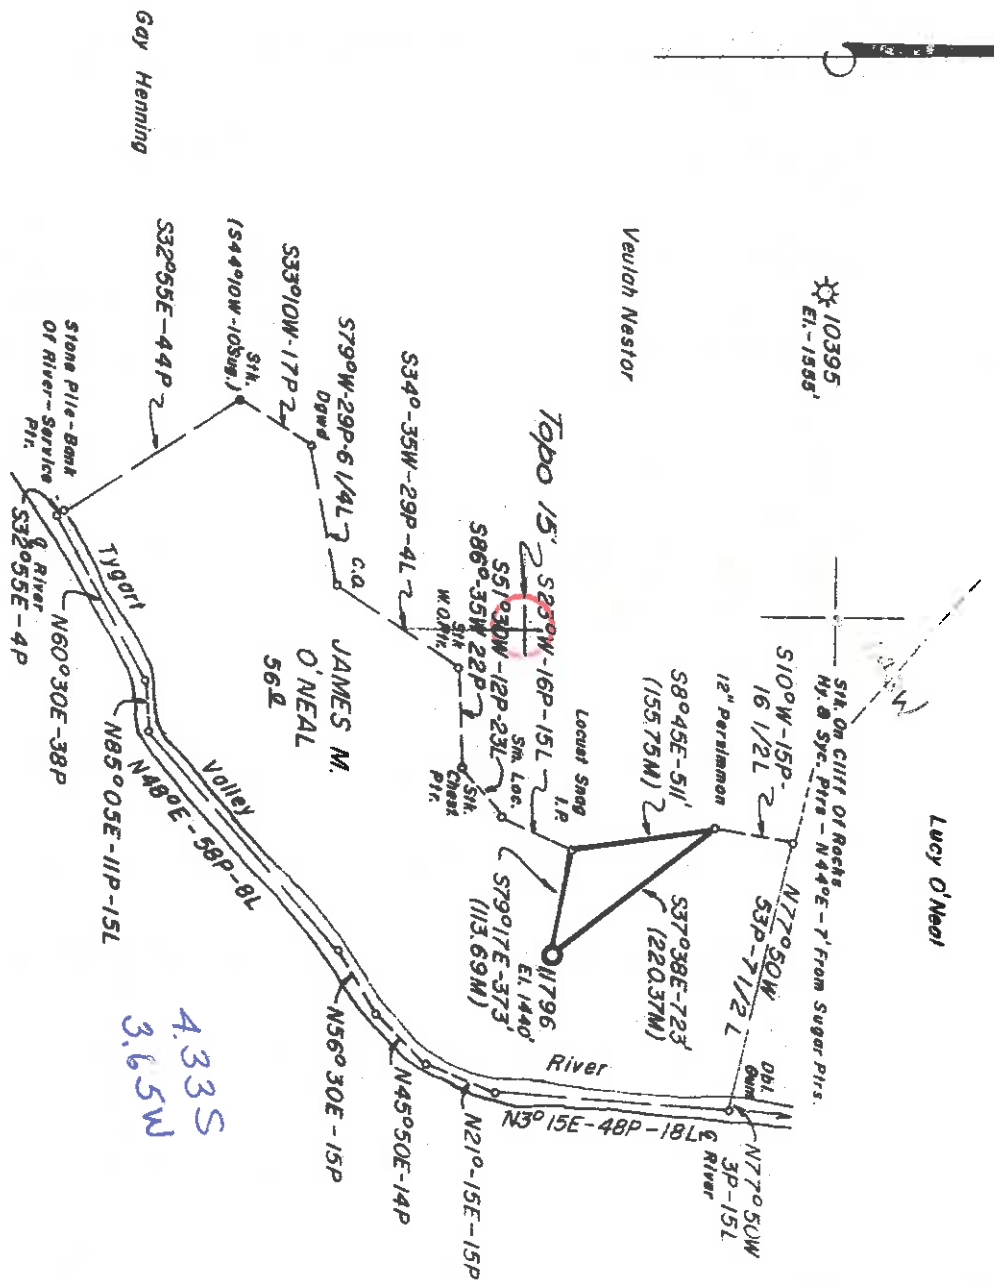 Gay Henning
Veulah Nestor
10395
El.-1555'
Lucy O'Neal
Stk. On Cliff Of Rocks
Hy. & Syc. Ptrs - N44°E - 7' From Sugar Ptrs.
S10°W-15P-
16 1/2 L
N77°50W
53P-7 1/2 L
Dbl.
Gum
N77°50W
3P-15L
℄ River
12" Persimmon
S8°45E-511'
(155.75M)
S37°38E-723'
(220.37M)
11796
El. 1440'
S79°17E-373'
(113.69M)
Locust Snag
I.P.
Topo 15'
S25°W-16P-15L
Sm. Loc.
S51°30W-12P-23L
Stk.
Chest
Ptr.
S86°-35W 22P
Stk
W.O. Ptr.
S34°-35W-29P-4L
C.O.
S79°W-29P-6 1/4L
Dgwd
S33°10W-17P
Stk.
(S44°10W-10'Sug.)
S32°55E-44P
Stone Pile-Bank
Of River-Service
Ptr.
℄ River
S32°55E-4P
JAMES M.
O'NEAL
56 a
Tygart
Valley
River
N60°30E-38P
N85°05E-11P-15L
N48°E-58P-8L
N56°30E-15P
N45°50E-14P
N21°-15E-15P
N3°15E-48P-18L
4.33S
3.65W